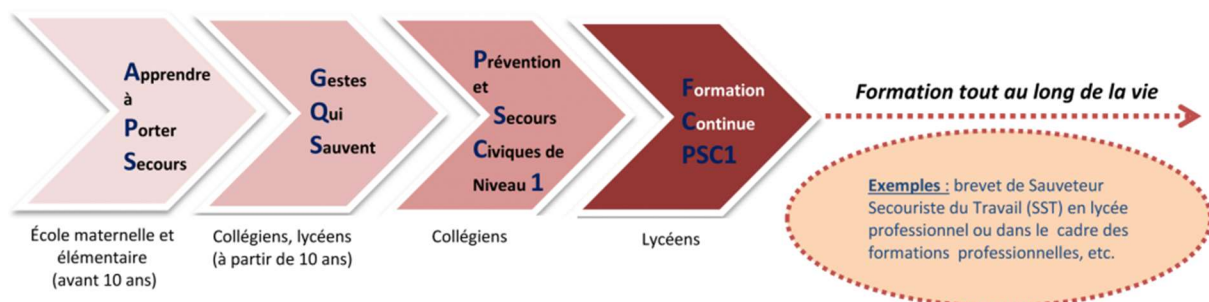 Apprendre
à
Porter
Secours
Gestes
Qui
Sauvent
Prévention
et
Secours
Civiques de
Niveau 1
Formation
Continue
PSC1
Formation tout au long de la vie
École maternelle et
élémentaire
(avant 10 ans)
Collégiens, lycéens
(à partir de 10 ans)
Collégiens
Lycéens
Exemples : brevet de Sauveteur
Secouriste du Travail (SST) en lycée
professionnel ou dans le cadre des
formations professionnelles, etc.